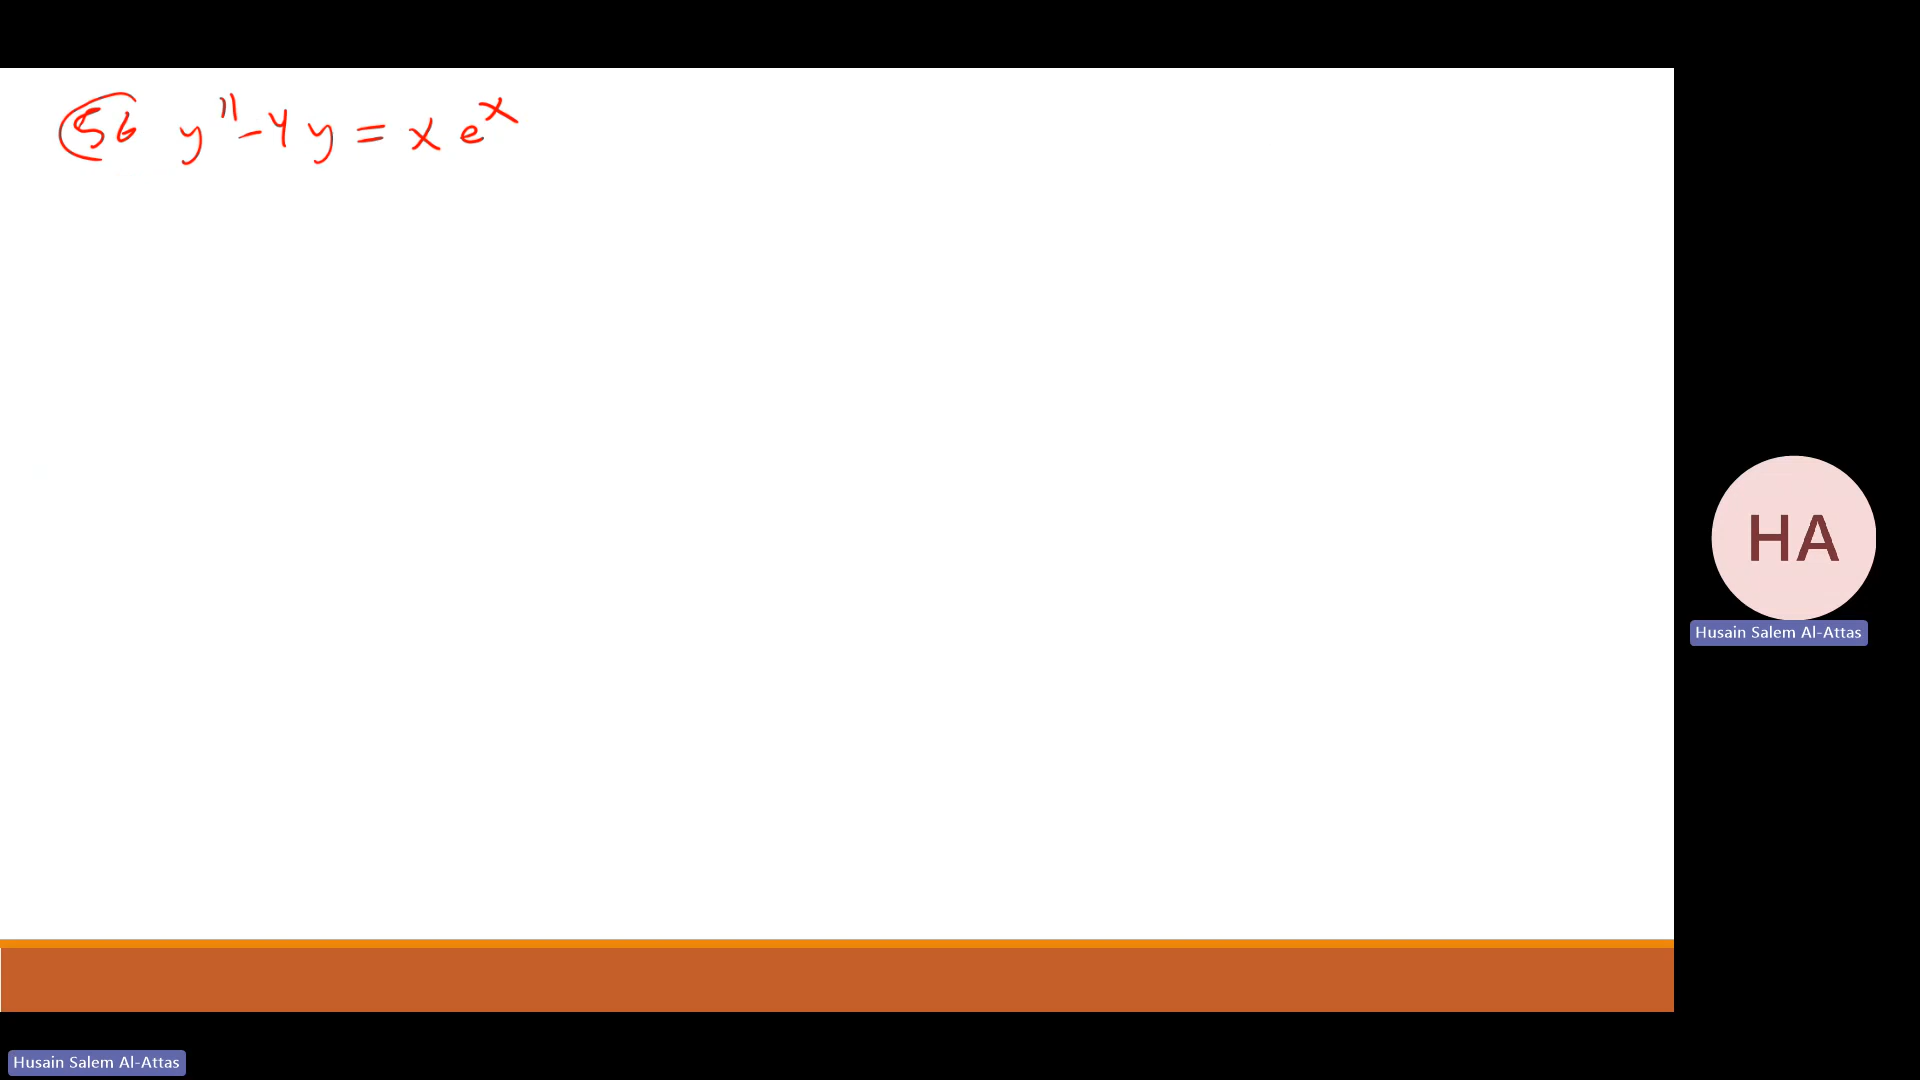 56 y'' - 4y = x e^x
HA
Husain Salem Al-Attas
Husain Salem Al-Attas